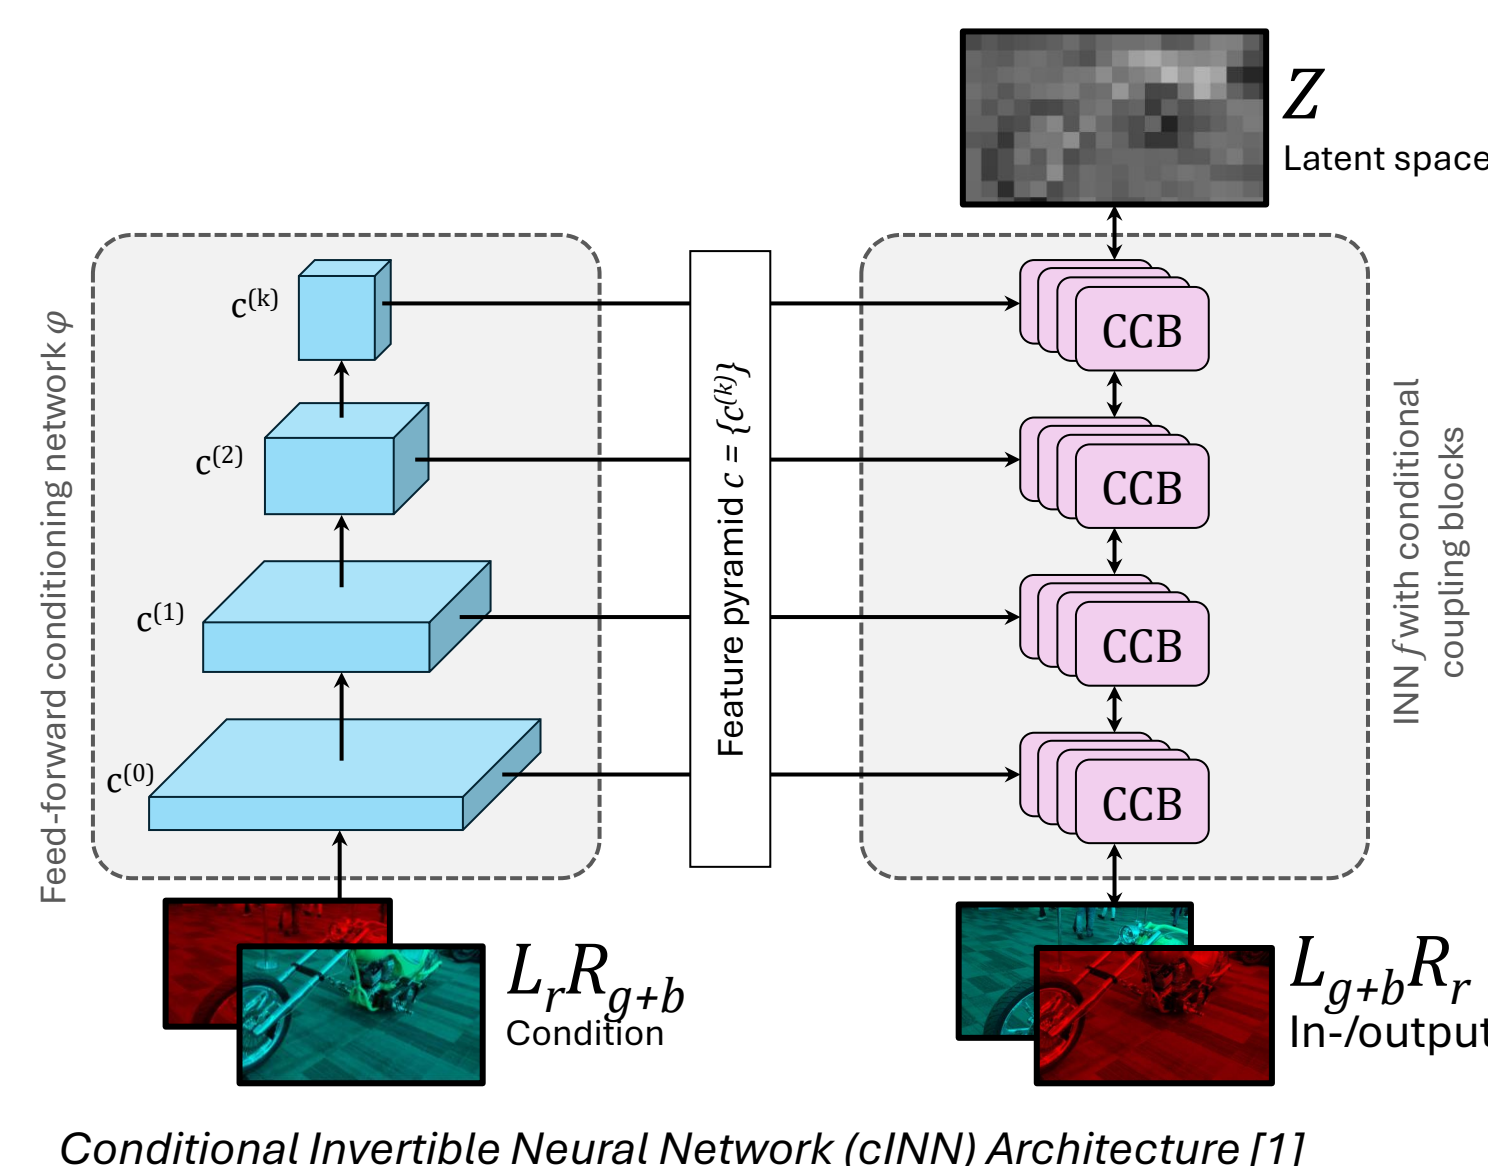 Z
Latent space
Feed-forward conditioning network φ
c(k)
c(2)
c(1)
c(0)
Feature pyramid c = {c(k)}
CCB
CCB
CCB
CCB
INN f with conditional
coupling blocks
LrRg+b
Condition
Lg+bRr
In-/output
Conditional Invertible Neural Network (cINN) Architecture [1]